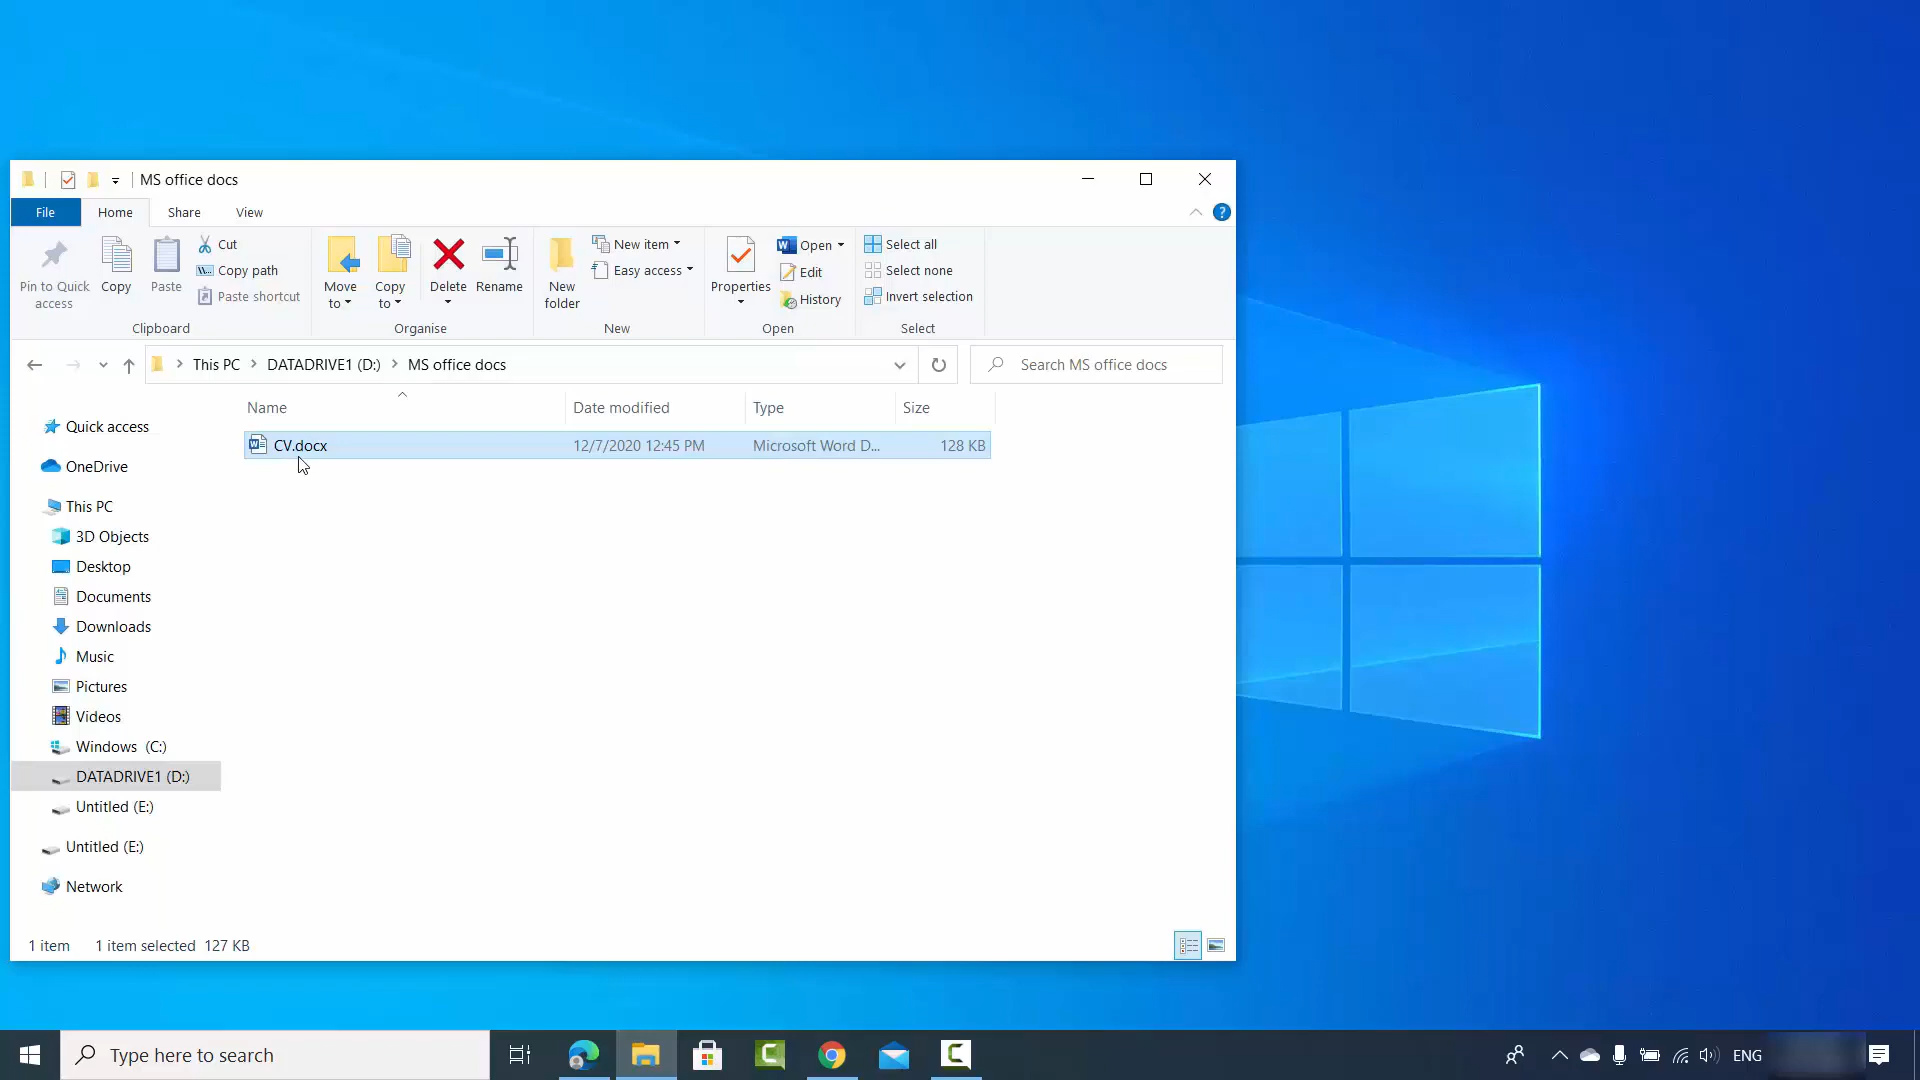 MS office docs
File Home Share View
Pin to Quick access
Copy
Paste
Cut
Copy path
Paste shortcut
Clipboard
Move to
Copy to
Delete
Rename
Organise
New folder
New item
Easy access
New
Properties
Open
Edit
History
Open
Select all
Select none
Invert selection
Select
This PC > DATADRIVE1 (D:) > MS office docs
Search MS office docs
Name Date modified Type Size
CV.docx 12/7/2020 12:45 PM Microsoft Word D... 128 KB
Quick access
OneDrive
This PC
3D Objects
Desktop
Documents
Downloads
Music
Pictures
Videos
Windows (C:)
DATADRIVE1 (D:)
Untitled (E:)
Untitled (E:)
Network
1 item 1 item selected 127 KB
Type here to search
ENG